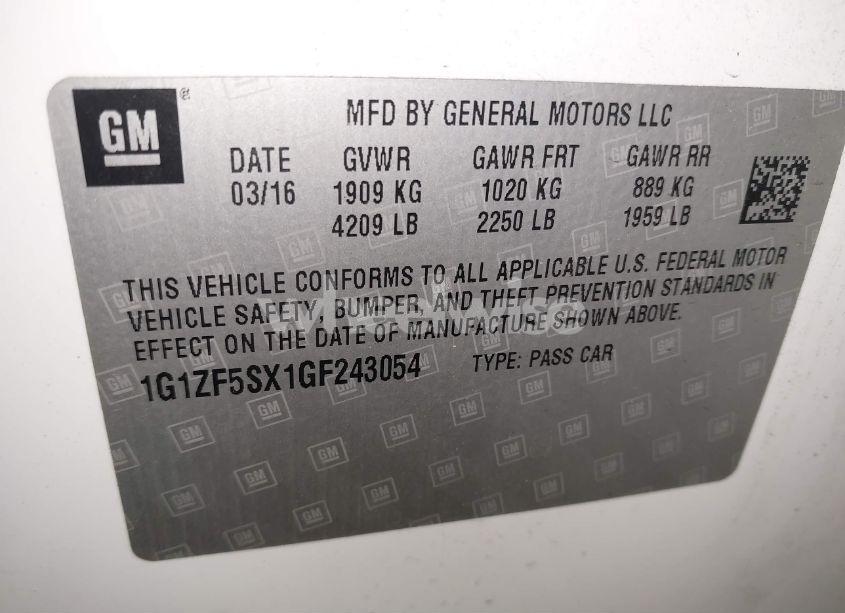 GM
MFD BY GENERAL MOTORS LLC
DATE GVWR GAWR FRT GAWR RR
03/16 1909 KG 1020 KG 889 KG
4209 LB 2250 LB 1959 LB
THIS VEHICLE CONFORMS TO ALL APPLICABLE U.S. FEDERAL MOTOR
VEHICLE SAFETY, BUMPER, AND THEFT PREVENTION STANDARDS IN
EFFECT ON THE DATE OF MANUFACTURE SHOWN ABOVE.
1G1ZF5SX1GF243054 TYPE: PASS CAR